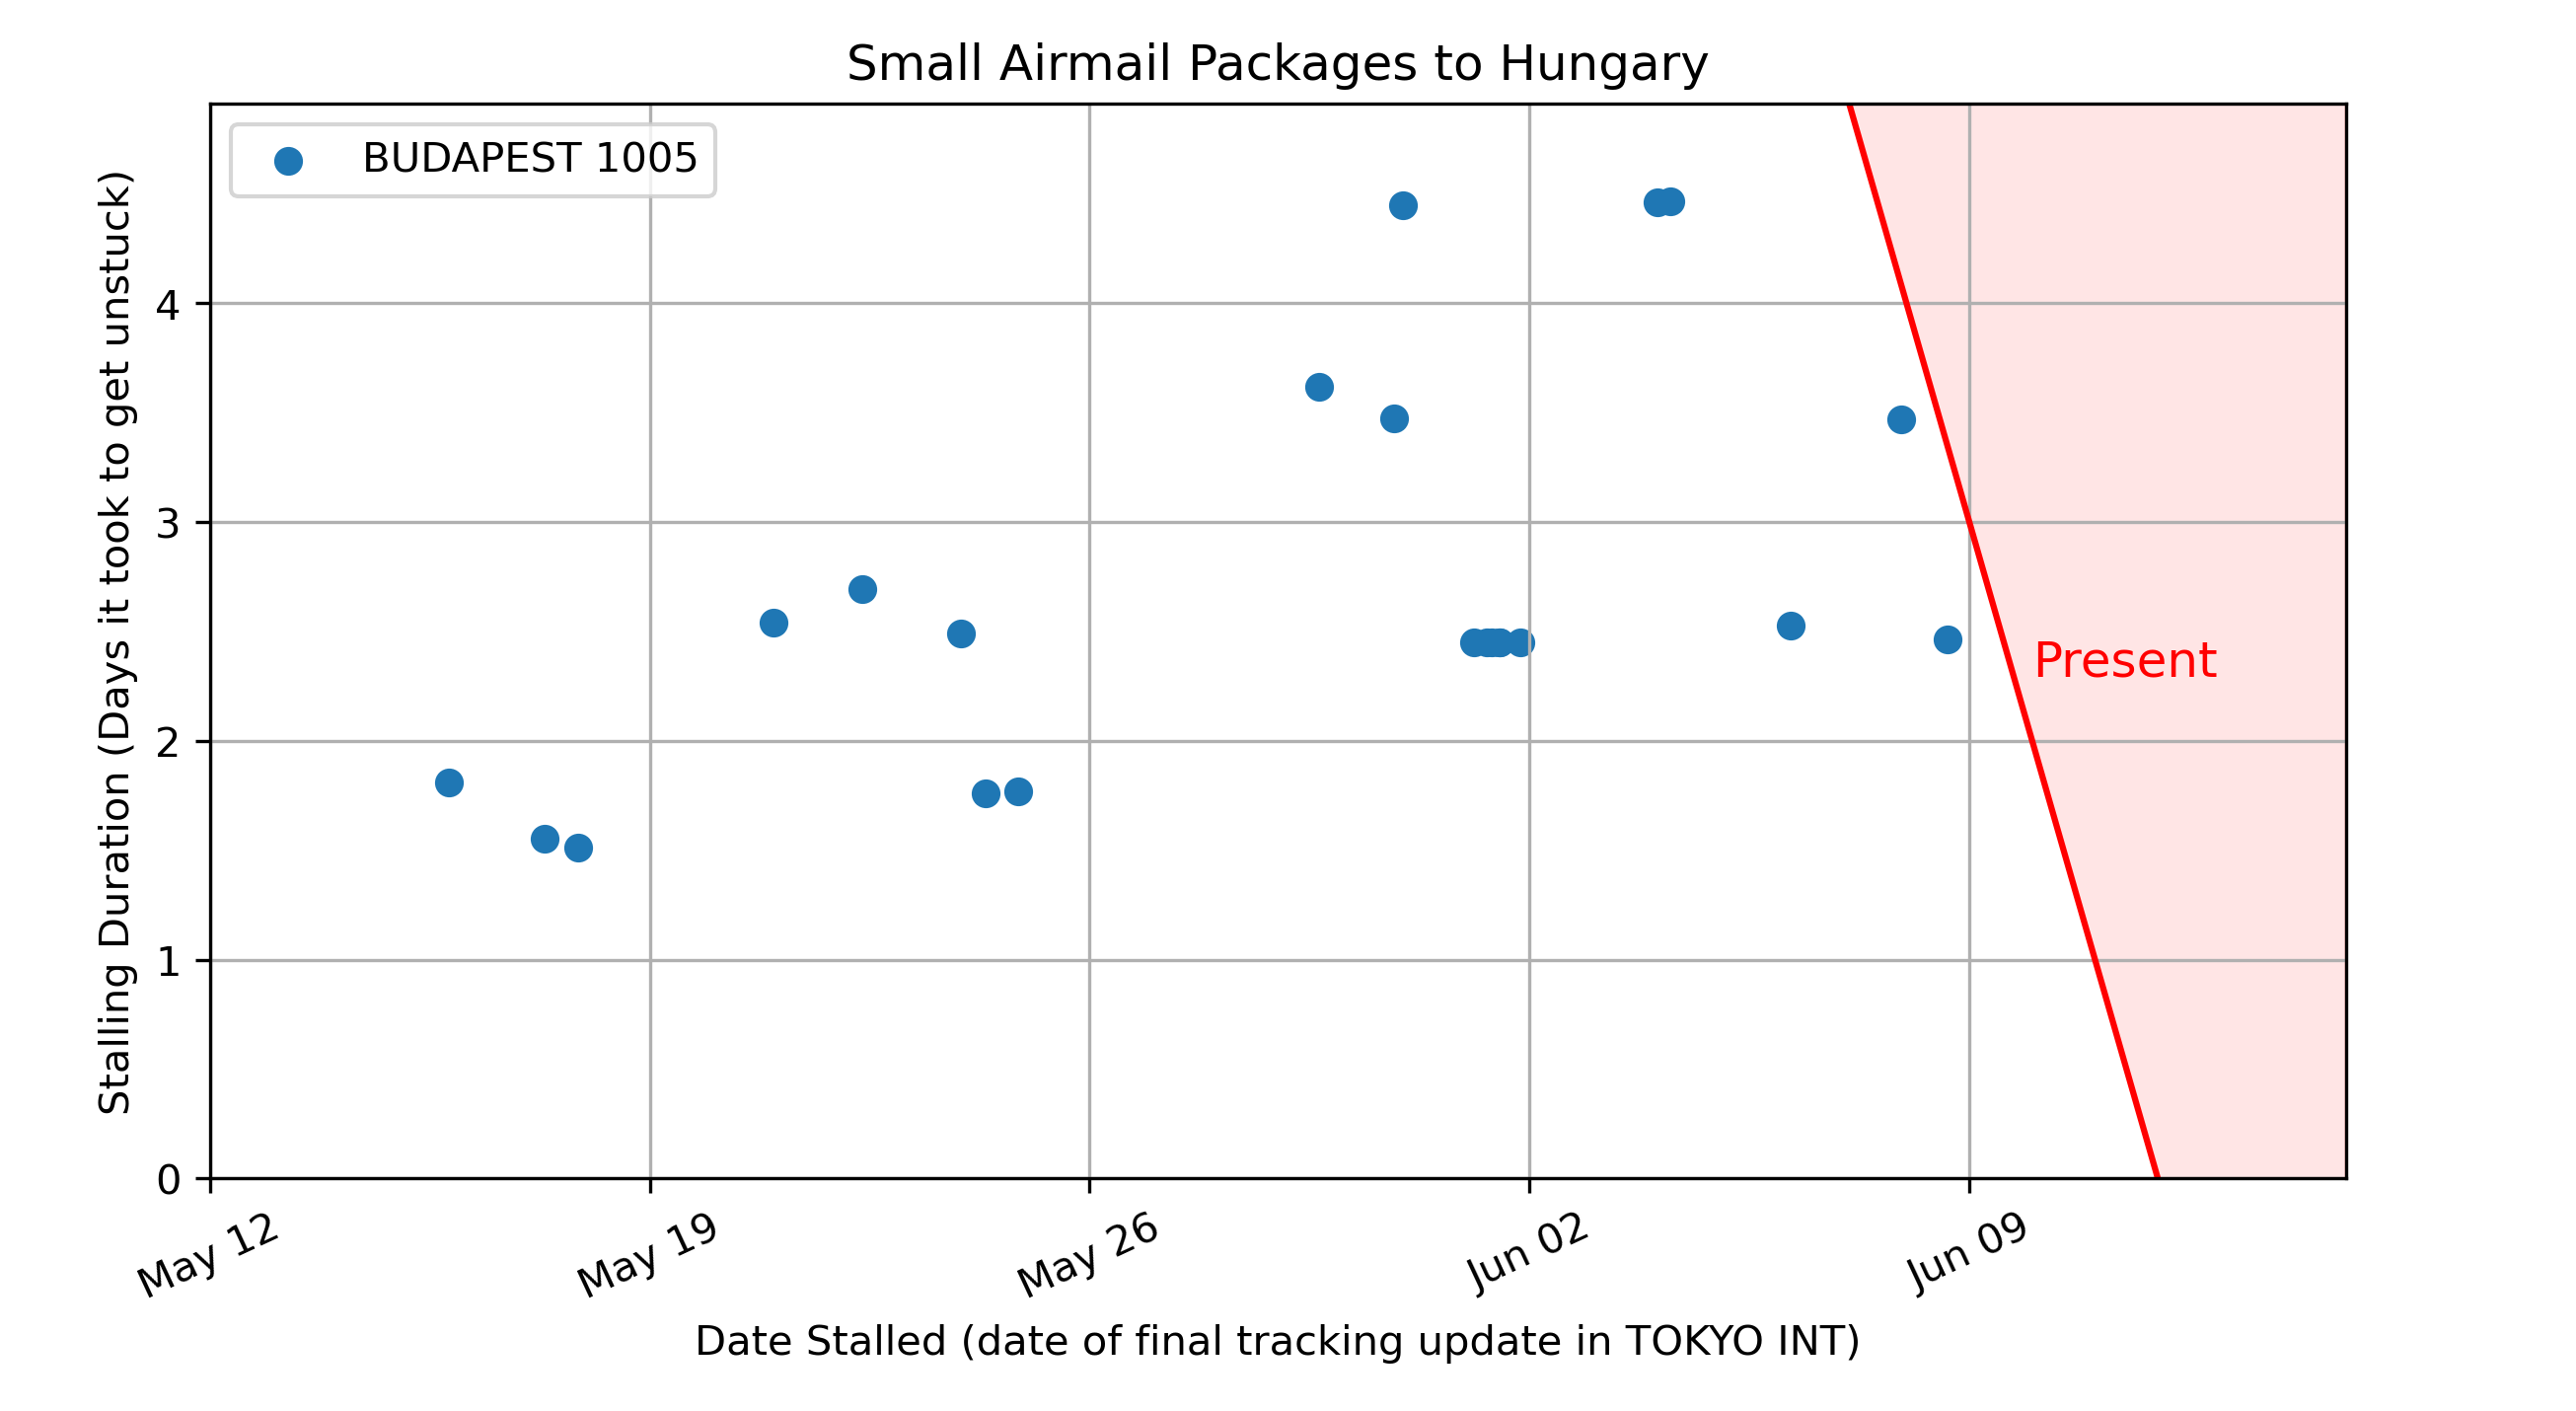 Small Airmail Packages to Hungary
BUDAPEST 1005
Stalling Duration (Days it took to get unstuck)
4
3
2
1
0
Present
May 12
May 19
May 26
Jun 02
Jun 09
Date Stalled (date of final tracking update in TOKYO INT)